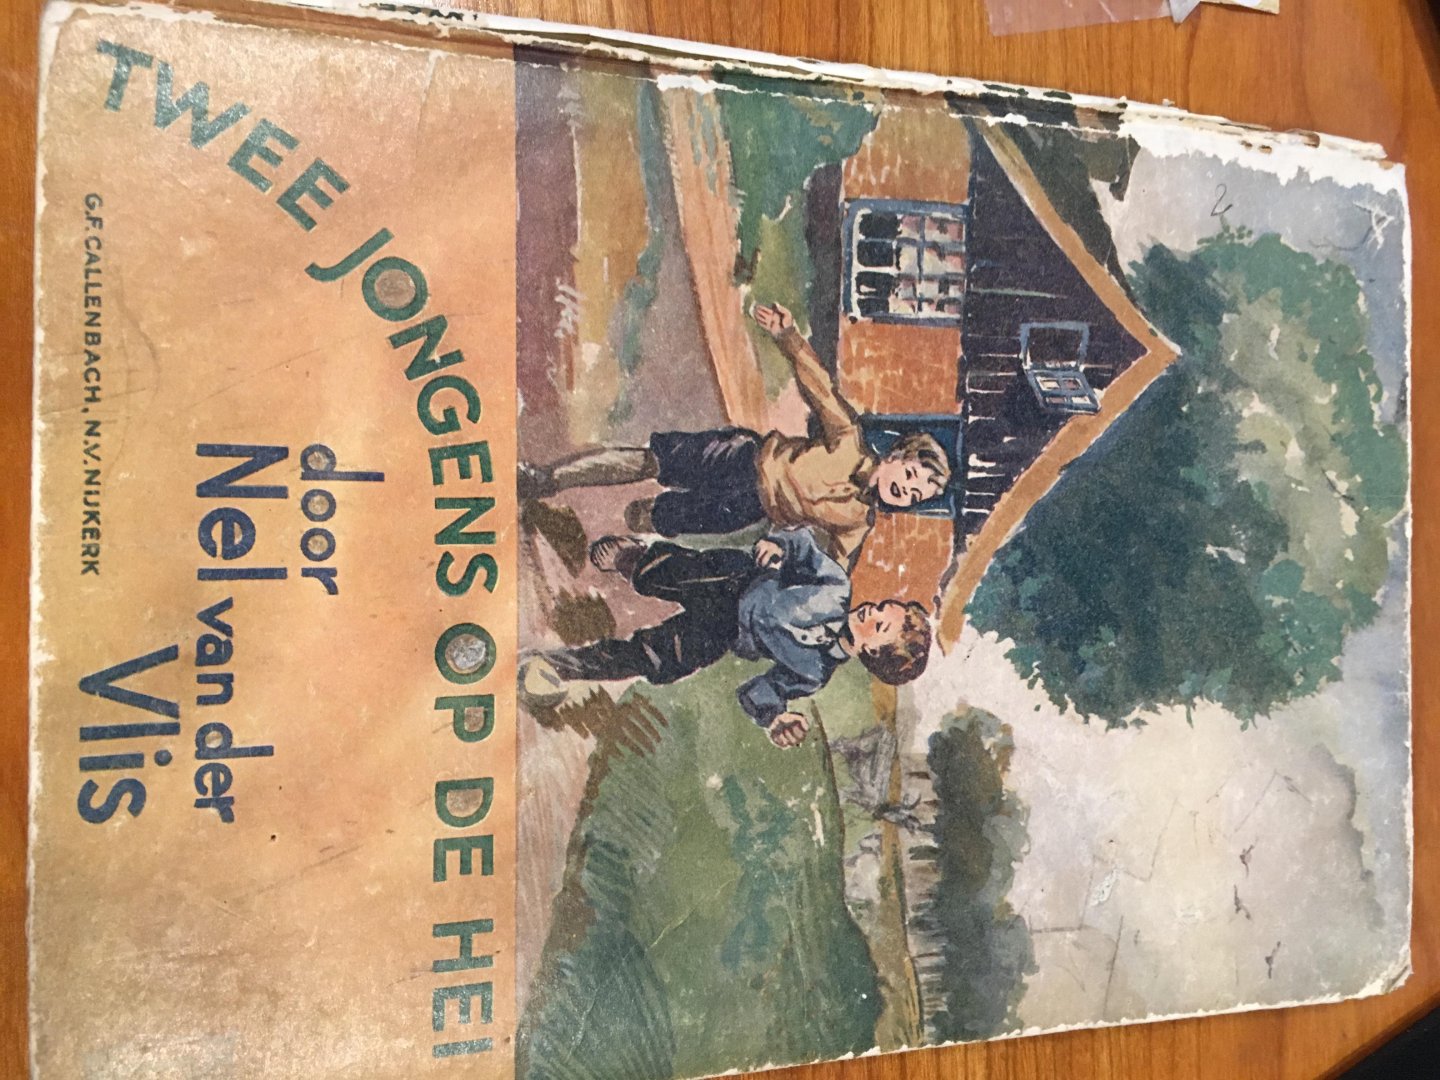 TWEE JONGENS OP DE HEI
door
Nel van der
Vlis
G.F. CALLENBACH, N.V. NIJKERK